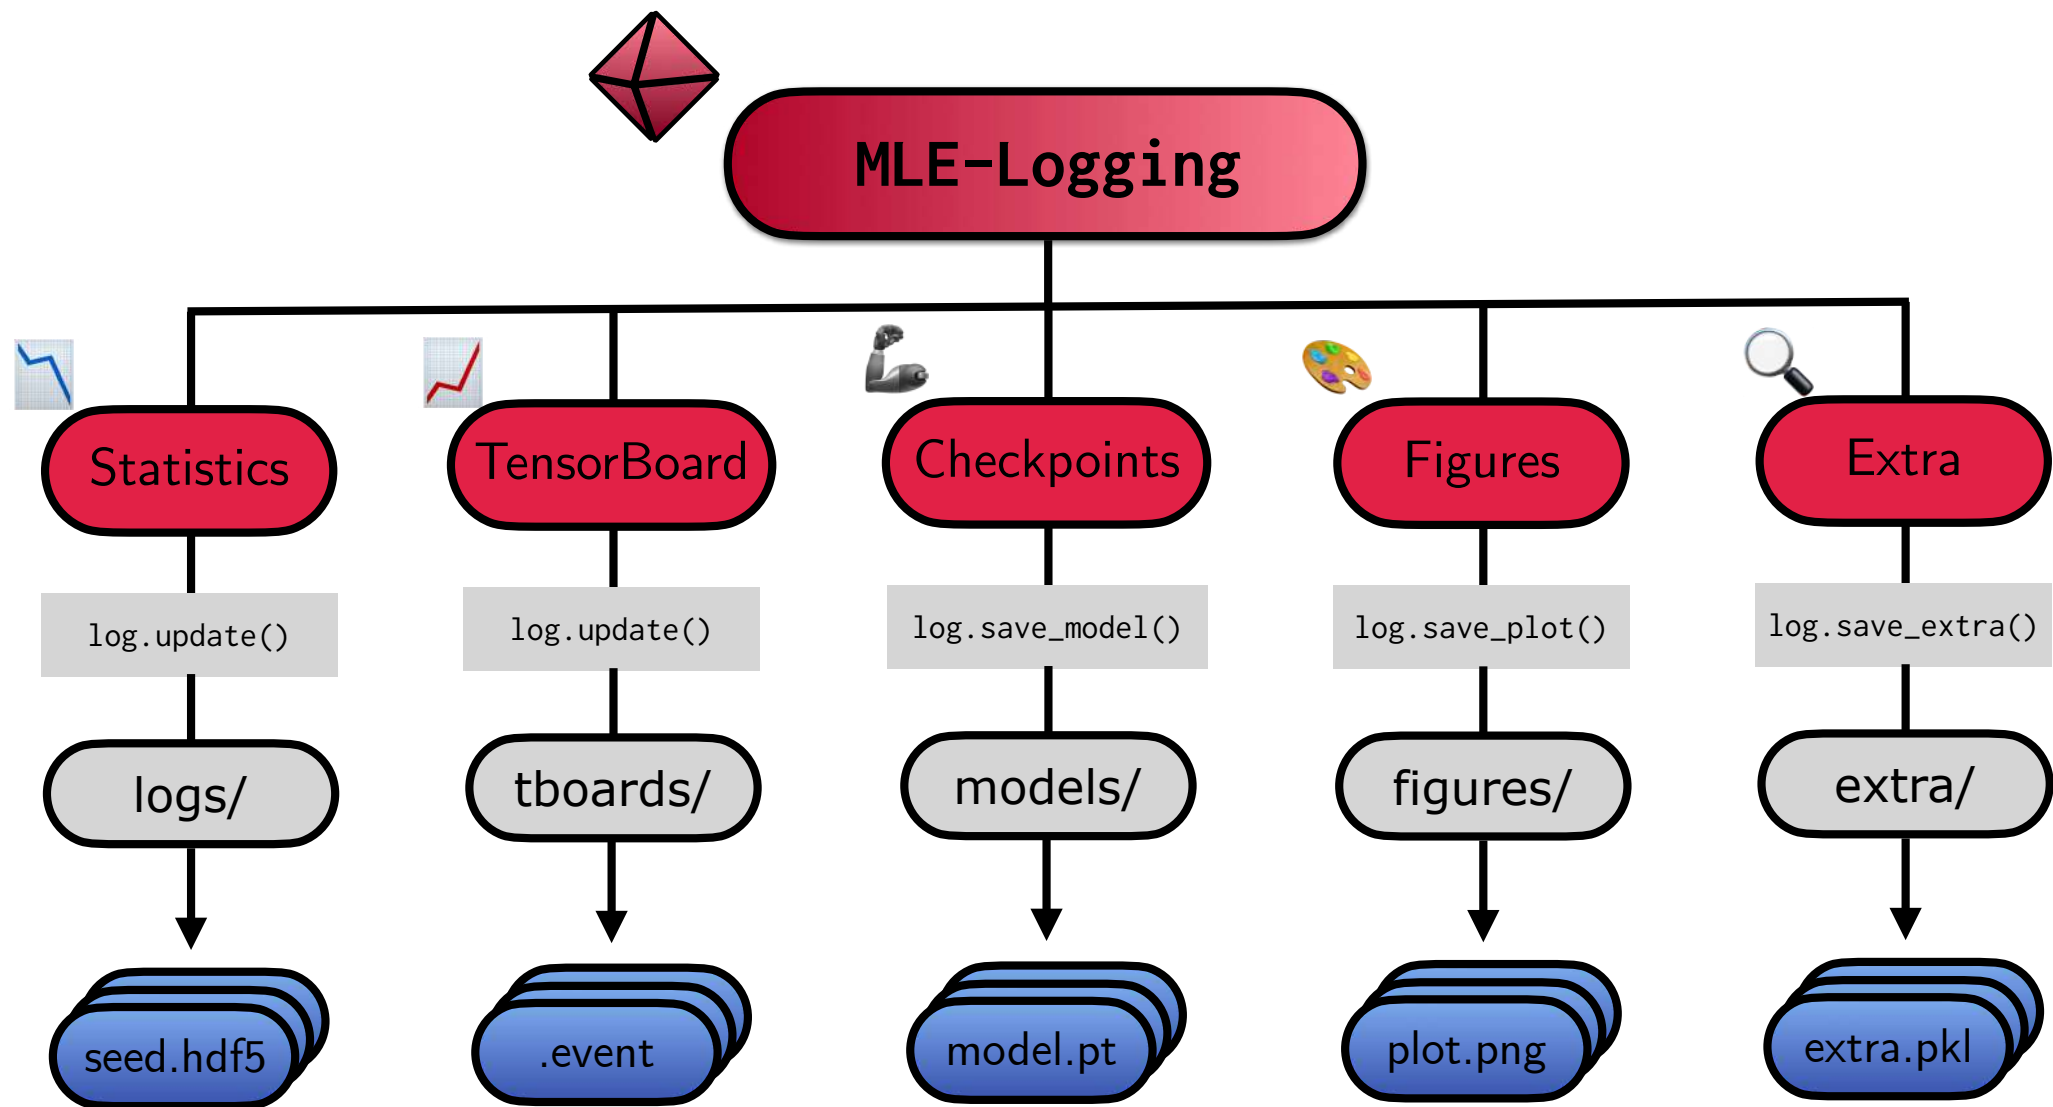 MLE-Logging
Statistics
TensorBoard
Checkpoints
Figures
Extra
log.update()
log.update()
log.save_model()
log.save_plot()
log.save_extra()
logs/
tboards/
models/
figures/
extra/
seed.hdf5
.event
model.pt
plot.png
extra.pkl